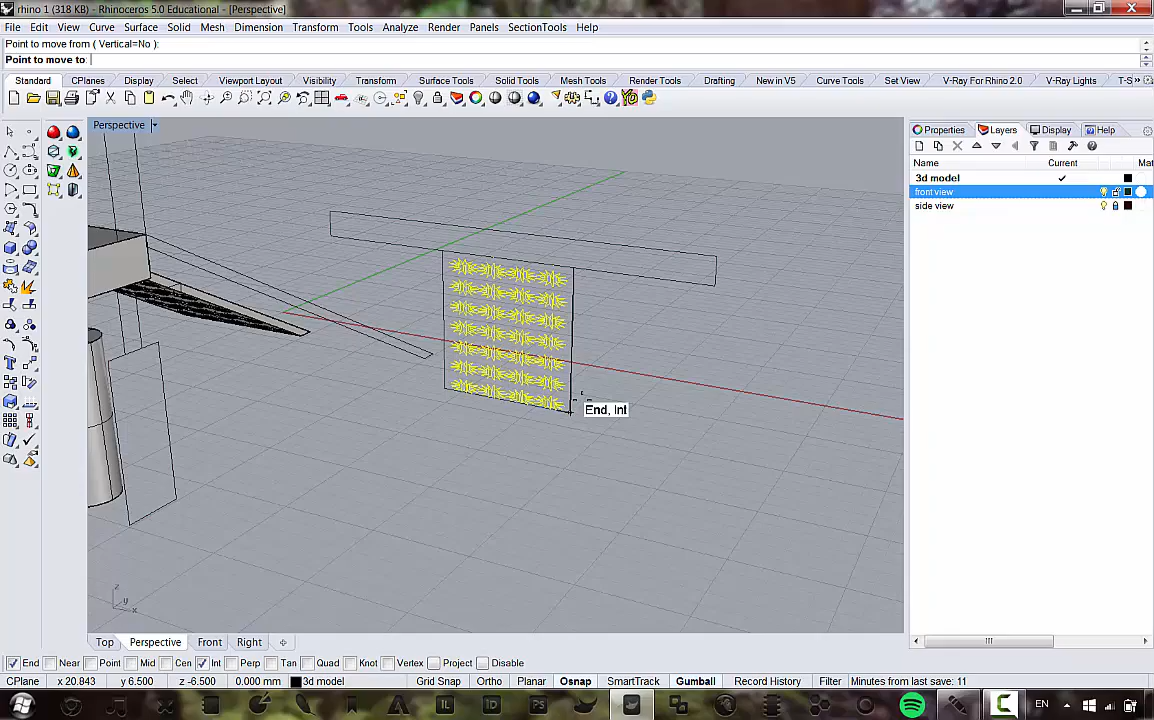 rhino 1 (318 KB) - Rhinoceros 5.0 Educational - [Perspective]
File Edit View Curve Surface Solid Mesh Dimension Transform Tools Analyze Render Panels SectionTools Help
Point to move from ( Vertical=No ):
Point to move to:
Standard CPlanes Display Select Viewport Layout Visibility Transform Surface Tools Solid Tools Mesh Tools Render Tools Drafting New in V5 Curve Tools Set View V-Ray For Rhino 2.0 V-Ray Lights T-S
Perspective
Properties Layers Display Help
Name Current Mat
3d model
front view
side view
End, Int
z
y
x
Top Perspective Front Right
End Near Point Mid Cen Int Perp Tan Quad Knot Vertex Project Disable
CPlane x 20.843 y 6.500 z -6.500 0.000 mm 3d model Grid Snap Ortho Planar Osnap SmartTrack Gumball Record History Filter Minutes from last save: 11
IL ID PS EN